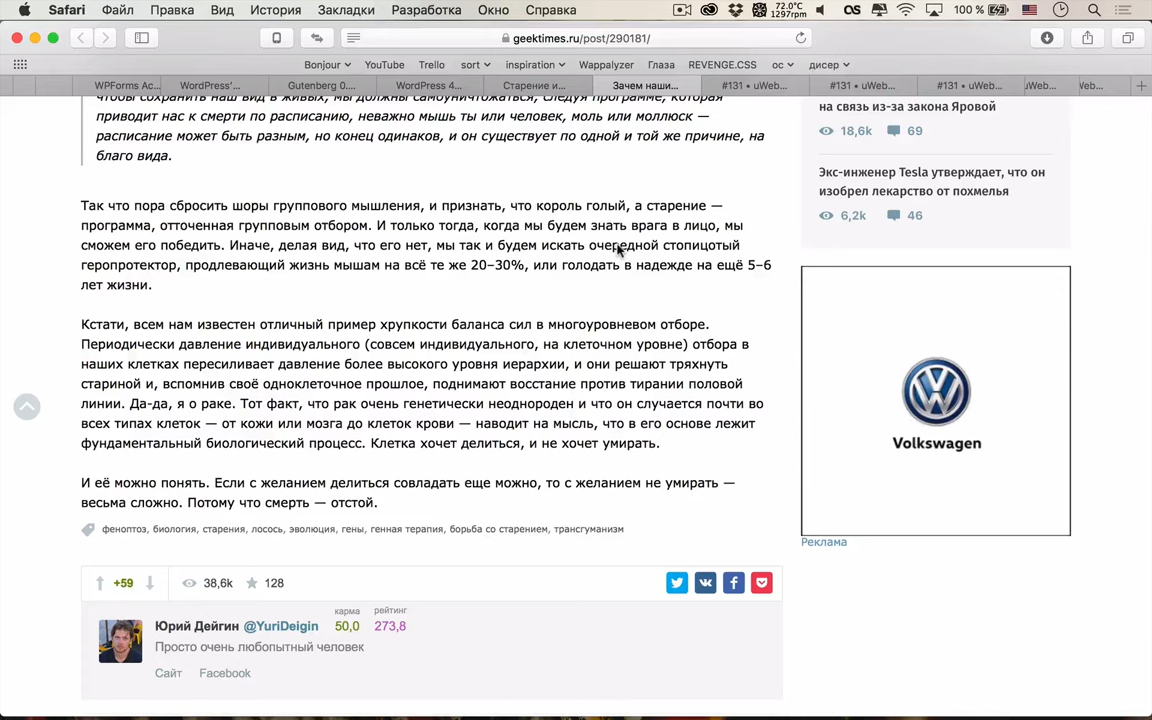 Safari Файл Правка Вид История Закладки Разработка Окно Справка 72.0°C 1297rpm 100 %
geektimes.ru/post/290181/
Bonjour YouTube Trello sort inspiration Wappalyzer Глаза REVENGE.CSS ос дисер
WPForms Ac... WordPress'... Gutenberg 0.... WordPress 4... Старение и... Зачем наши... #131 • uWeb... #131 • uWeb... #131 • uWeb... uWeb... Web...
чтобы сохранить наш вид в живых, мы должны самоуничтожаться, следуя программе, которая
приводит нас к смерти по расписанию, неважно мышь ты или человек, моль или моллюск —
расписание может быть разным, но конец одинаков, и он существует по одной и той же причине, на
благо вида.
Так что пора сбросить шоры группового мышления, и признать, что король голый, а старение —
программа, отточенная групповым отбором. И только тогда, когда мы будем знать врага в лицо, мы
сможем его победить. Иначе, делая вид, что его нет, мы так и будем искать очередной стопицотый
геропротектор, продлевающий жизнь мышам на всё те же 20–30%, или голодать в надежде на ещё 5–6
лет жизни.
Кстати, всем нам известен отличный пример хрупкости баланса сил в многоуровневом отборе.
Периодически давление индивидуального (совсем индивидуального, на клеточном уровне) отбора в
наших клетках пересиливает давление более высокого уровня иерархии, и они решают тряхнуть
стариной и, вспомнив своё одноклеточное прошлое, поднимают восстание против тирании половой
линии. Да-да, я о раке. Тот факт, что рак очень генетически неоднороден и что он случается почти во
всех типах клеток — от кожи или мозга до клеток крови — наводит на мысль, что в его основе лежит
фундаментальный биологический процесс. Клетка хочет делиться, и не хочет умирать.
И её можно понять. Если с желанием делиться совладать еще можно, то с желанием не умирать —
весьма сложно. Потому что смерть — отстой.
феноптоз, биология, старения, лосось, эволюция, гены, генная терапия, борьба со старением, трансгуманизм
+59 38,6k 128
карма рейтинг
Юрий Дейгин @YuriDeigin 50,0 273,8
Просто очень любопытный человек
Сайт Facebook
на связь из-за закона Яровой
18,6k 69
Экс-инженер Tesla утверждает, что он
изобрел лекарство от похмелья
6,2k 46
Volkswagen
Реклама